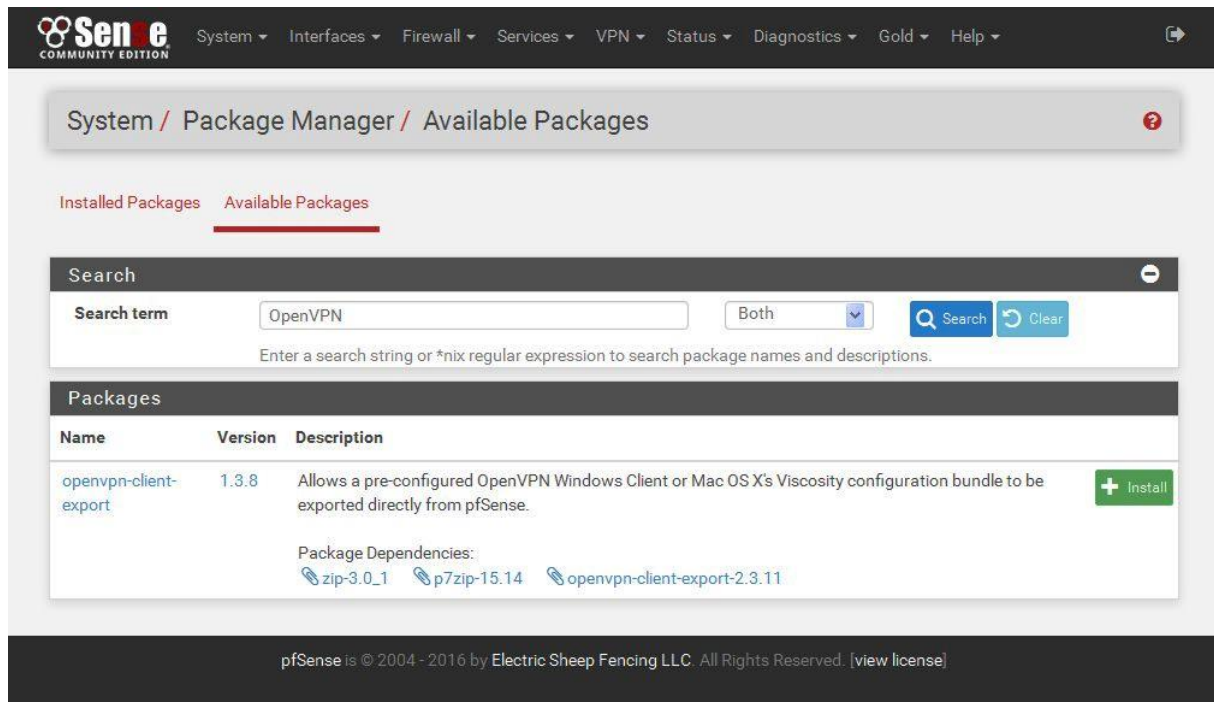 Sense
COMMUNITY EDITION
System Interfaces Firewall Services VPN Status Diagnostics Gold Help
System / Package Manager / Available Packages
Installed Packages Available Packages
Search
Search term OpenVPN Both Search Clear
Enter a search string or *nix regular expression to search package names and descriptions.
Packages
Name Version Description
openvpn-client- 1.3.8 Allows a pre-configured OpenVPN Windows Client or Mac OS X's Viscosity configuration bundle to be Install
export exported directly from pfSense.
Package Dependencies:
zip-3.0_1 p7zip-15.14 openvpn-client-export-2.3.11
pfSense is © 2004 - 2016 by Electric Sheep Fencing LLC. All Rights Reserved. [view license]